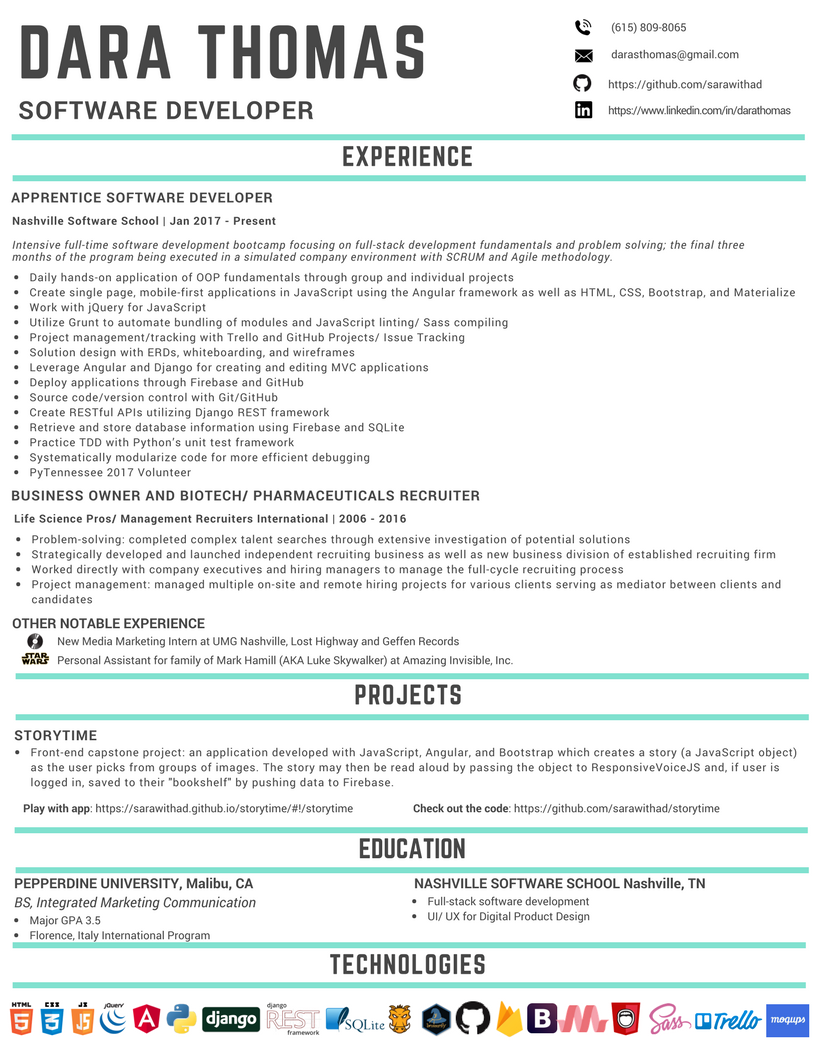 DARA THOMAS
SOFTWARE DEVELOPER
(615) 809-8065
darasthomas@gmail.com
https://github.com/sarawithad
https://www.linkedin.com/in/darathomas
EXPERIENCE
APPRENTICE SOFTWARE DEVELOPER
Nashville Software School | Jan 2017 - Present
Intensive full-time software development bootcamp focusing on full-stack development fundamentals and problem solving; the final three
months of the program being executed in a simulated company environment with SCRUM and Agile methodology.
• Daily hands-on application of OOP fundamentals through group and individual projects
• Create single page, mobile-first applications in JavaScript using the Angular framework as well as HTML, CSS, Bootstrap, and Materialize
• Work with jQuery for JavaScript
• Utilize Grunt to automate bundling of modules and JavaScript linting/ Sass compiling
• Project management/tracking with Trello and GitHub Projects/ Issue Tracking
• Solution design with ERDs, whiteboarding, and wireframes
• Leverage Angular and Django for creating and editing MVC applications
• Deploy applications through Firebase and GitHub
• Source code/version control with Git/GitHub
• Create RESTful APIs utilizing Django REST framework
• Retrieve and store database information using Firebase and SQLite
• Practice TDD with Python's unit test framework
• Systematically modularize code for more efficient debugging
• PyTennessee 2017 Volunteer
BUSINESS OWNER AND BIOTECH/ PHARMACEUTICALS RECRUITER
Life Science Pros/ Management Recruiters International | 2006 - 2016
• Problem-solving: completed complex talent searches through extensive investigation of potential solutions
• Strategically developed and launched independent recruiting business as well as new business division of established recruiting firm
• Worked directly with company executives and hiring managers to manage the full-cycle recruiting process
• Project management: managed multiple on-site and remote hiring projects for various clients serving as mediator between clients and
candidates
OTHER NOTABLE EXPERIENCE
New Media Marketing Intern at UMG Nashville, Lost Highway and Geffen Records
STAR WARS Personal Assistant for family of Mark Hamill (AKA Luke Skywalker) at Amazing Invisible, Inc.
PROJECTS
STORYTIME
• Front-end capstone project: an application developed with JavaScript, Angular, and Bootstrap which creates a story (a JavaScript object)
as the user picks from groups of images. The story may then be read aloud by passing the object to ResponsiveVoiceJS and, if user is
logged in, saved to their "bookshelf" by pushing data to Firebase.
Play with app: https://sarawithad.github.io/storytime/#!/storytime
Check out the code: https://github.com/sarawithad/storytime
EDUCATION
PEPPERDINE UNIVERSITY, Malibu, CA
BS, Integrated Marketing Communication
• Major GPA 3.5
• Florence, Italy International Program
NASHVILLE SOFTWARE SCHOOL Nashville, TN
• Full-stack software development
• UI/ UX for Digital Product Design
TECHNOLOGIES
HTML 5 CSS 3 JS JS jQuery A django django REST framework SQLite B Sass Trello moqups